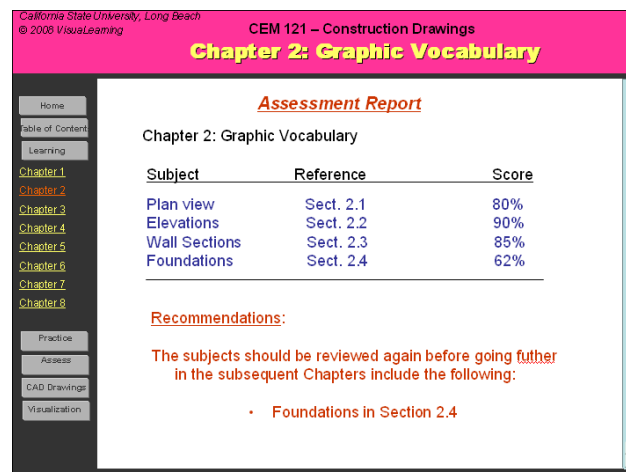 California State University, Long Beach
© 2008 VisuaLearning
CEM 121 – Construction Drawings
Chapter 2: Graphic Vocabulary
Home
Table of Content
Learning
Chapter 1
Chapter 2
Chapter 3
Chapter 4
Chapter 5
Chapter 6
Chapter 7
Chapter 8
Practice
Assess
CAD Drawings
Visualization
Assessment Report
Chapter 2: Graphic Vocabulary
Subject Reference Score
Plan view Sect. 2.1 80%
Elevations Sect. 2.2 90%
Wall Sections Sect. 2.3 85%
Foundations Sect. 2.4 62%
Recommendations:
The subjects should be reviewed again before going futher
in the subsequent Chapters include the following:
• Foundations in Section 2.4